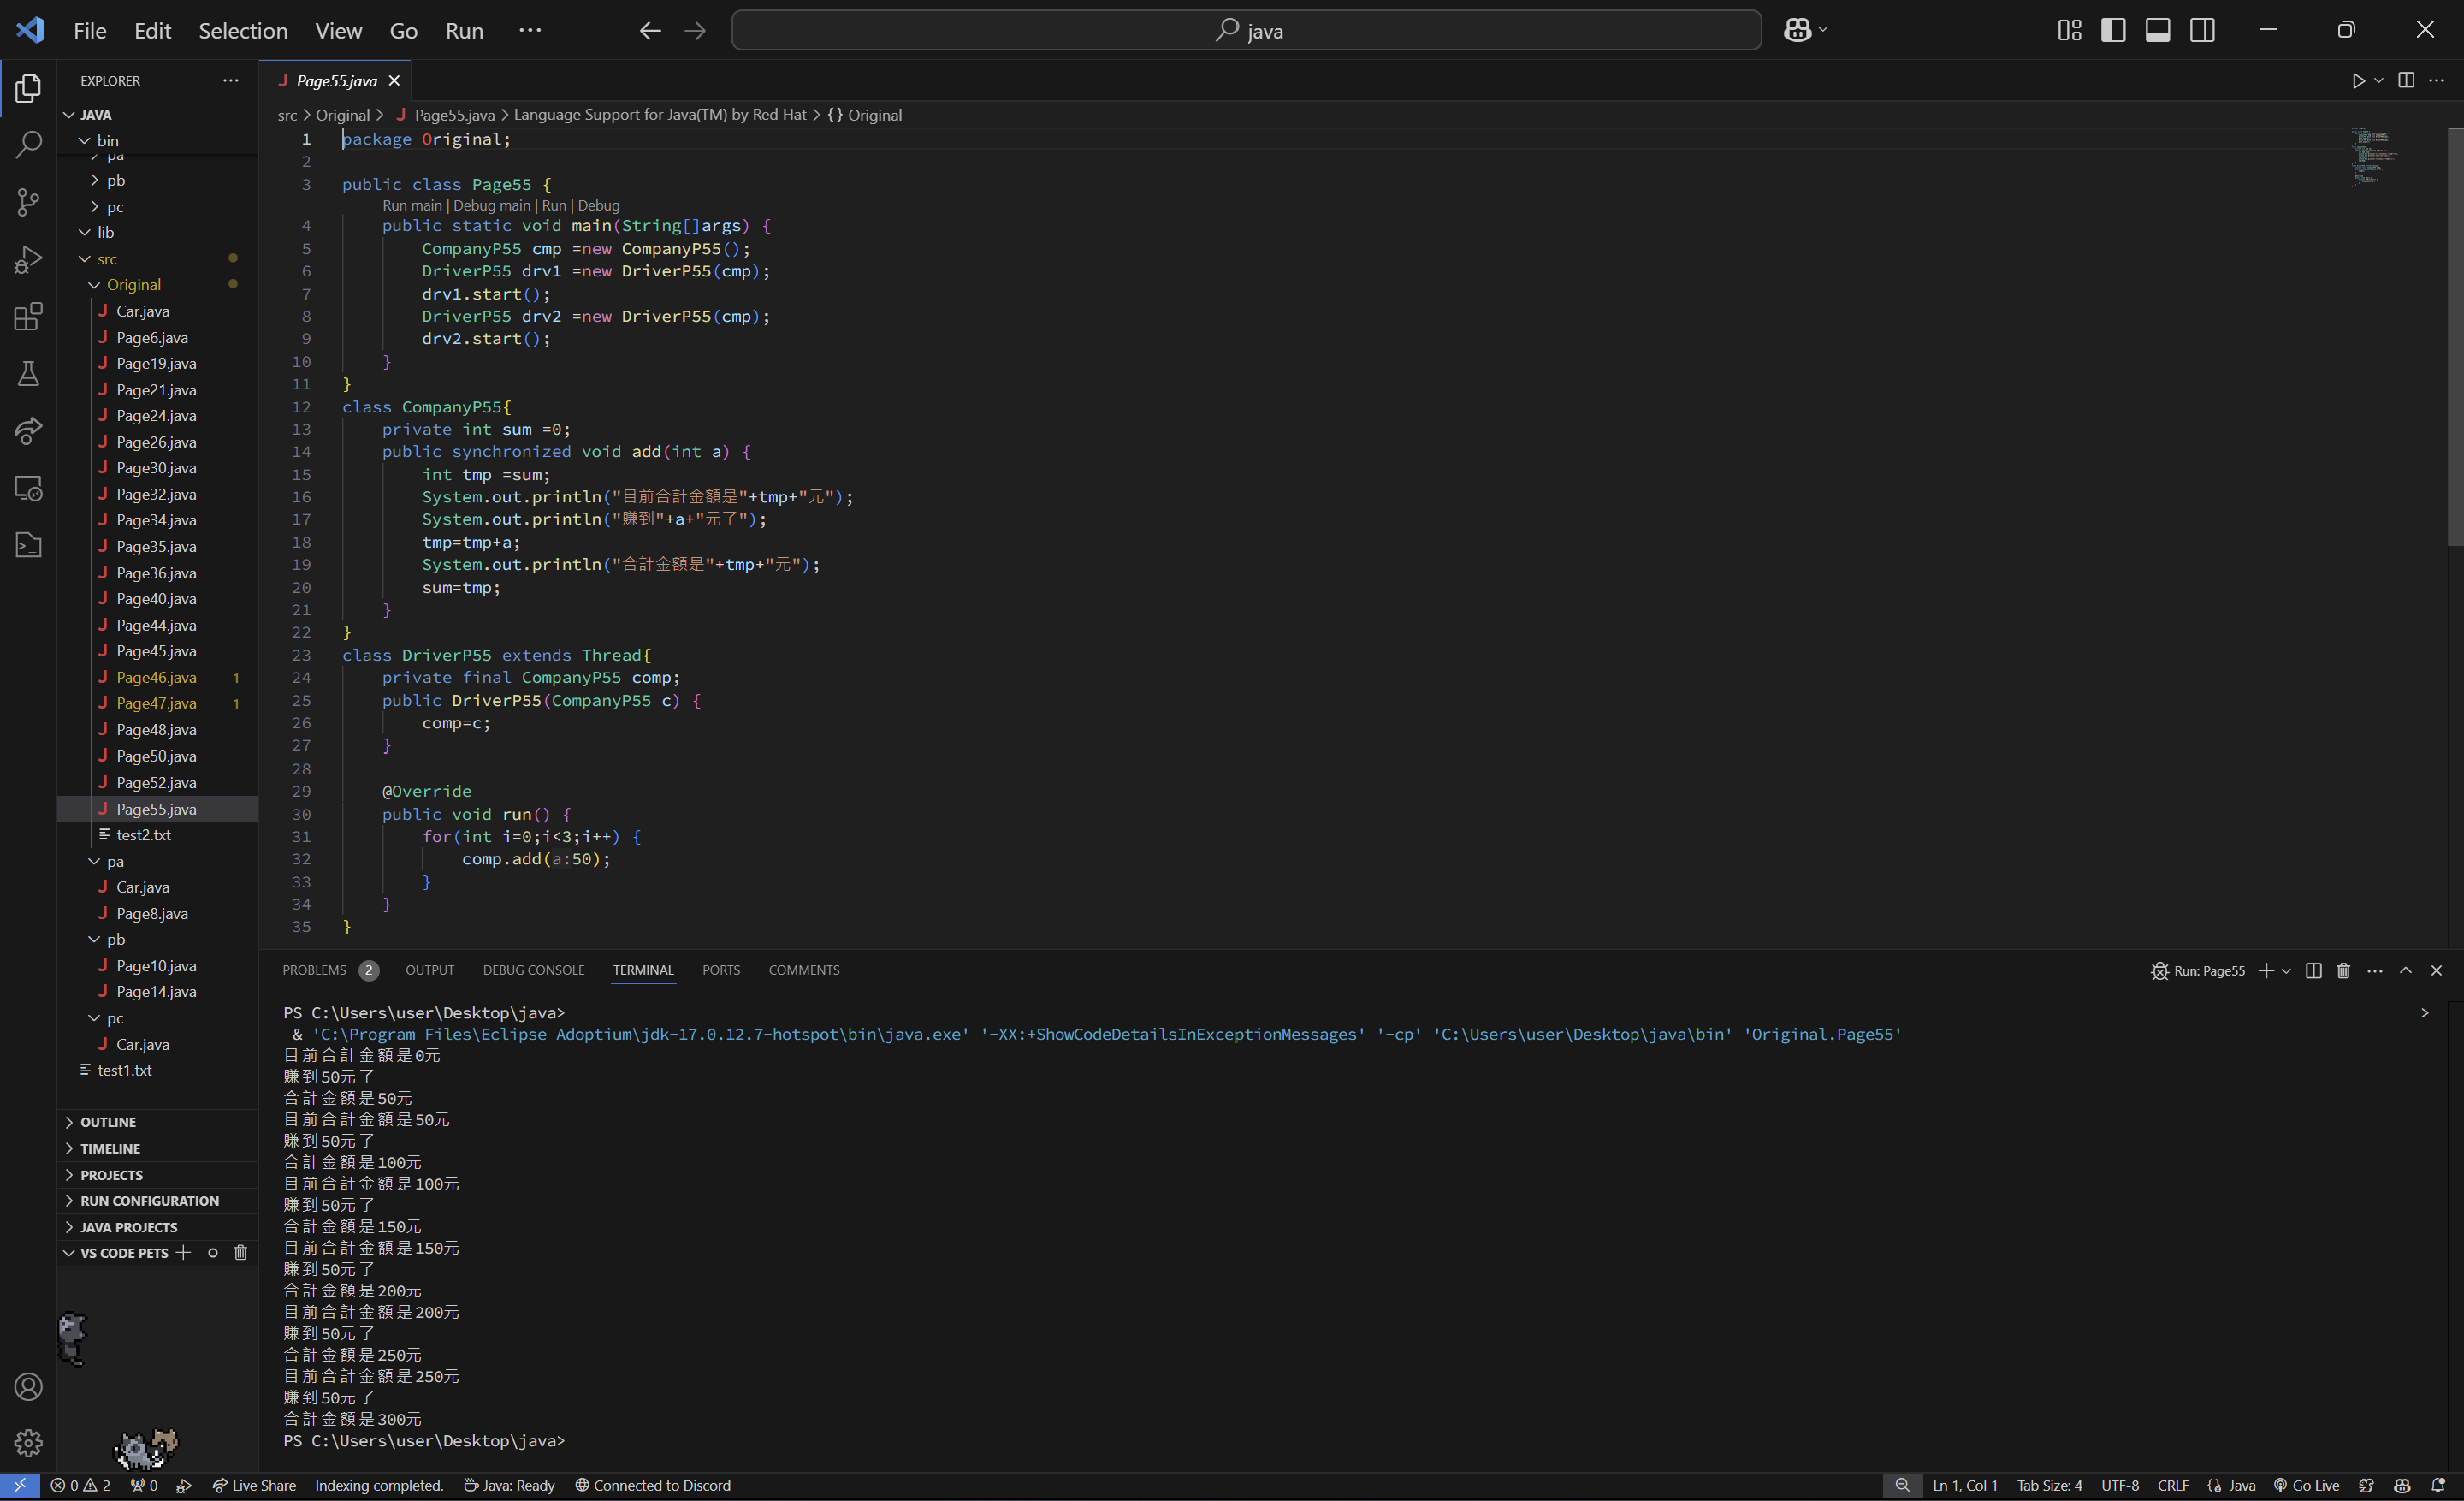 File Edit Selection View Go Run ···
java
EXPLORER
JAVA
bin
pa
pb
pc
lib
src
Original
J Car.java
J Page6.java
J Page19.java
J Page21.java
J Page24.java
J Page26.java
J Page30.java
J Page32.java
J Page34.java
J Page35.java
J Page36.java
J Page40.java
J Page44.java
J Page45.java
J Page46.java 1
J Page47.java 1
J Page48.java
J Page50.java
J Page52.java
J Page55.java
test2.txt
pa
J Car.java
J Page8.java
pb
J Page10.java
J Page14.java
pc
J Car.java
test1.txt
OUTLINE
TIMELINE
PROJECTS
RUN CONFIGURATION
JAVA PROJECTS
VS CODE PETS
J Page55.java
src > Original > J Page55.java > Language Support for Java(TM) by Red Hat > {} Original
1 package Original;
2
3 public class Page55 {
Run main | Debug main | Run | Debug
4 public static void main(String[]args) {
5 CompanyP55 cmp =new CompanyP55();
6 DriverP55 drv1 =new DriverP55(cmp);
7 drv1.start();
8 DriverP55 drv2 =new DriverP55(cmp);
9 drv2.start();
10 }
11 }
12 class CompanyP55{
13 private int sum =0;
14 public synchronized void add(int a) {
15 int tmp =sum;
16 System.out.println("目前合計金額是"+tmp+"元");
17 System.out.println("賺到"+a+"元了");
18 tmp=tmp+a;
19 System.out.println("合計金額是"+tmp+"元");
20 sum=tmp;
21 }
22 }
23 class DriverP55 extends Thread{
24 private final CompanyP55 comp;
25 public DriverP55(CompanyP55 c) {
26 comp=c;
27 }
28
29 @Override
30 public void run() {
31 for(int i=0;i<3;i++) {
32 comp.add(a:50);
33 }
34 }
35 }
PROBLEMS 2 OUTPUT DEBUG CONSOLE TERMINAL PORTS COMMENTS
Run: Page55
PS C:\Users\user\Desktop\java>
& 'C:\Program Files\Eclipse Adoptium\jdk-17.0.12.7-hotspot\bin\java.exe' '-XX:+ShowCodeDetailsInExceptionMessages' '-cp' 'C:\Users\user\Desktop\java\bin' 'Original.Page55'
目前合計金額是0元
賺到50元了
合計金額是50元
目前合計金額是50元
賺到50元了
合計金額是100元
目前合計金額是100元
賺到50元了
合計金額是150元
目前合計金額是150元
賺到50元了
合計金額是200元
目前合計金額是200元
賺到50元了
合計金額是250元
目前合計金額是250元
賺到50元了
合計金額是300元
PS C:\Users\user\Desktop\java>
0 2 0 Live Share Indexing completed. Java: Ready Connected to Discord
Ln 1, Col 1 Tab Size: 4 UTF-8 CRLF Java Go Live